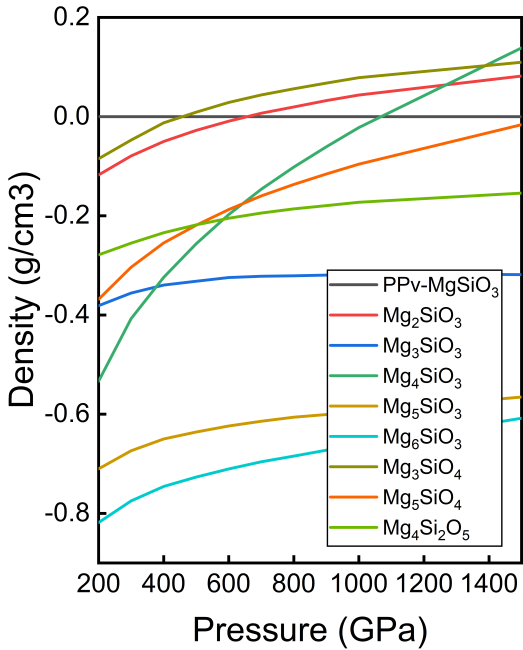 0.2
0.0
-0.2
-0.4
-0.6
-0.8
Density (g/cm3)
PPv-MgSiO₃
Mg₂SiO₃
Mg₃SiO₃
Mg₄SiO₃
Mg₅SiO₃
Mg₆SiO₃
Mg₃SiO₄
Mg₅SiO₄
Mg₄Si₂O₅
200 400 600 800 1000 1200 1400
Pressure (GPa)